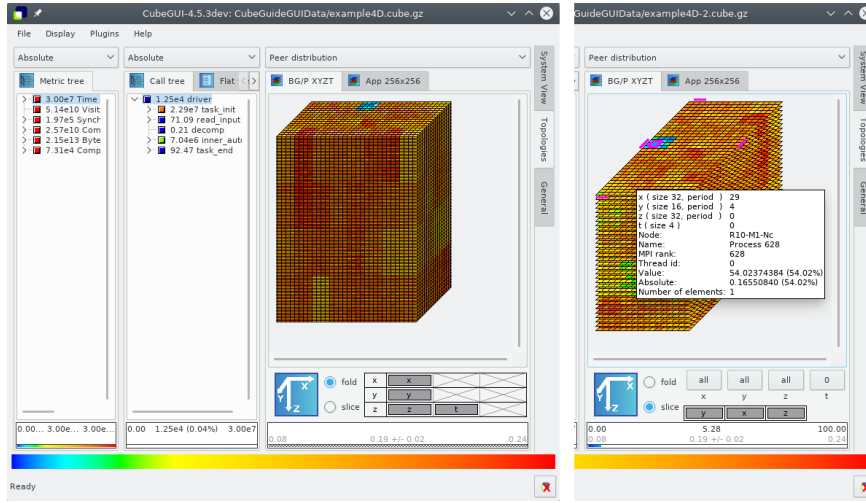 CubeGUI-4.5.3dev: CubeGuideGUIData/example4D.cube.gz
File Display Plugins Help
Absolute
Absolute
Peer distribution
Metric tree
Call tree
Flat
BG/P XYZT
App 256x256
3.00e7 Time
5.14e10 Visit
1.97e5 Synch
2.57e10 Com
2.15e13 Byte
7.31e4 Comp
1.25e4 driver
2.29e7 task_init
71.09 read_input
0.21 decomp
7.04e6 inner_aut
92.47 task_end
System View
Topologies
General
X
Y
Z
fold
slice
x x
y y
z z t
0.00... 3.00e... 3.00e...
0.00 1.25e4 (0.04%) 3.00e7
0.08 0.19 +/- 0.02 0.24
Ready
GuideGUIData/example4D-2.cube.gz
Peer distribution
BG/P XYZT
App 256x256
x ( size 32, period ) 29
y ( size 16, period ) 4
z ( size 32, period ) 0
t ( size 4 ) 0
Node: R10-M1-Nc
Name: Process 628
MPI rank: 628
Thread id: 0
Value: 54.02374384 (54.02%)
Absolute: 0.16550840 (54.02%)
Number of elements: 1
System View
Topologies
General
X
Y
Z
fold
slice
all all all 0
x y z t
y x z
0.00 5.28 100.00
0.08 0.19 +/- 0.02 0.24